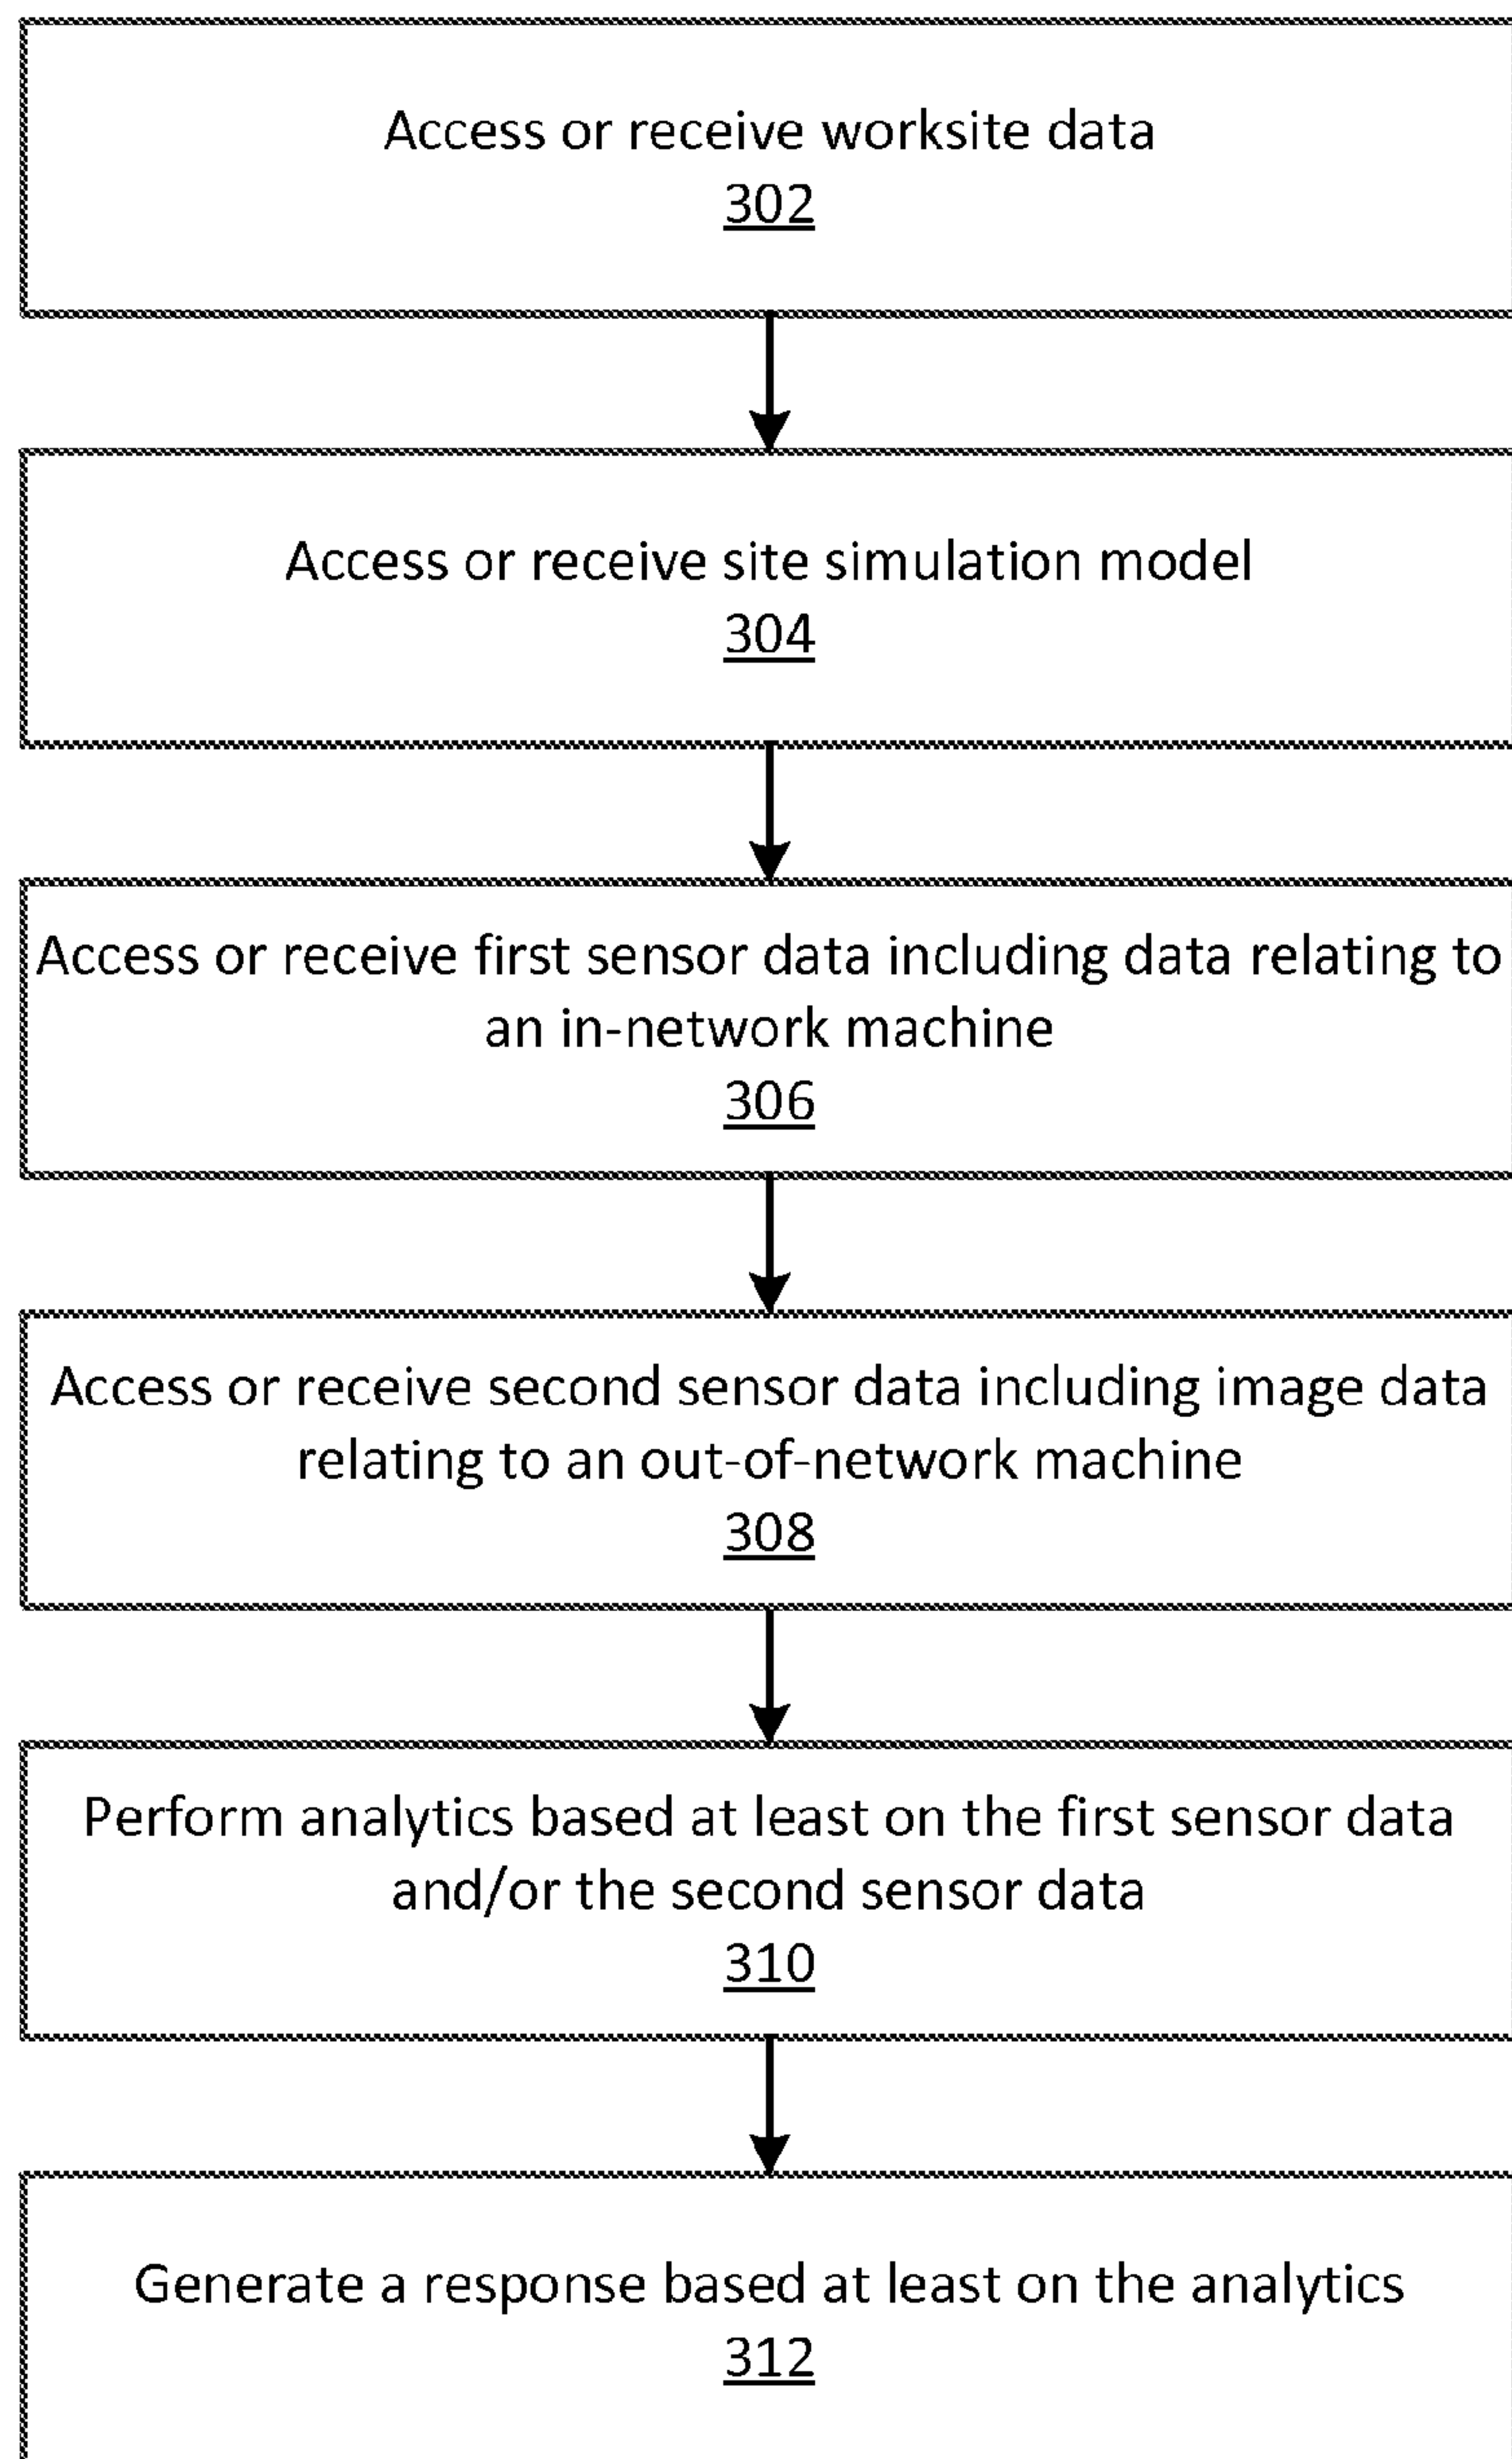 Access or receive worksite data
302
Access or receive site simulation model
304
Access or receive first sensor data including data relating to
an in-network machine
306
Access or receive second sensor data including image data
relating to an out-of-network machine
308
Perform analytics based at least on the first sensor data
and/or the second sensor data
310
Generate a response based at least on the analytics
312